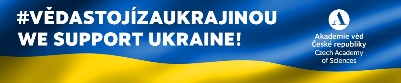 #VĚDASTOJÍZAUKRAJINOU
WE SUPPORT UKRAINE!
Akademie věd
České republiky
Czech Academy
of Sciences